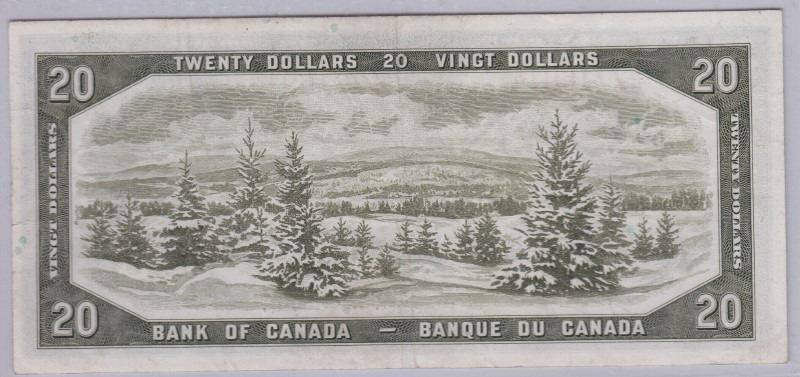 TWENTY DOLLARS 20 VINGT DOLLARS
20
20
VINGT DOLLARS
TWENTY DOLLARS
20
20
BANK OF CANADA — BANQUE DU CANADA